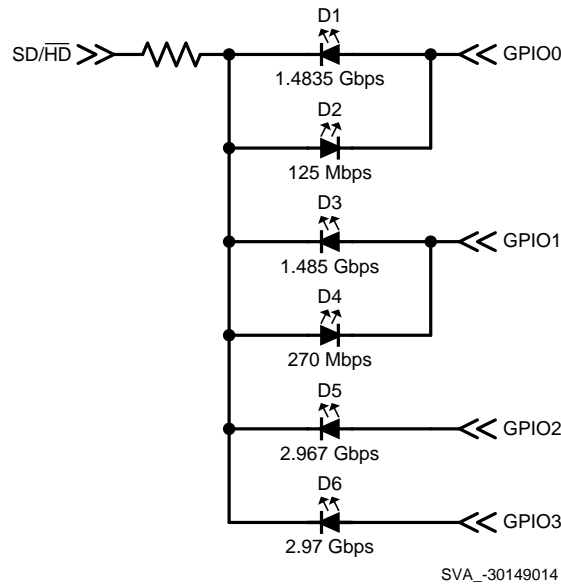 D1
SD/HD
GPIO0
1.4835 Gbps
D2
125 Mbps
D3
GPIO1
1.485 Gbps
D4
270 Mbps
D5
GPIO2
2.967 Gbps
D6
GPIO3
2.97 Gbps
SVA_-30149014